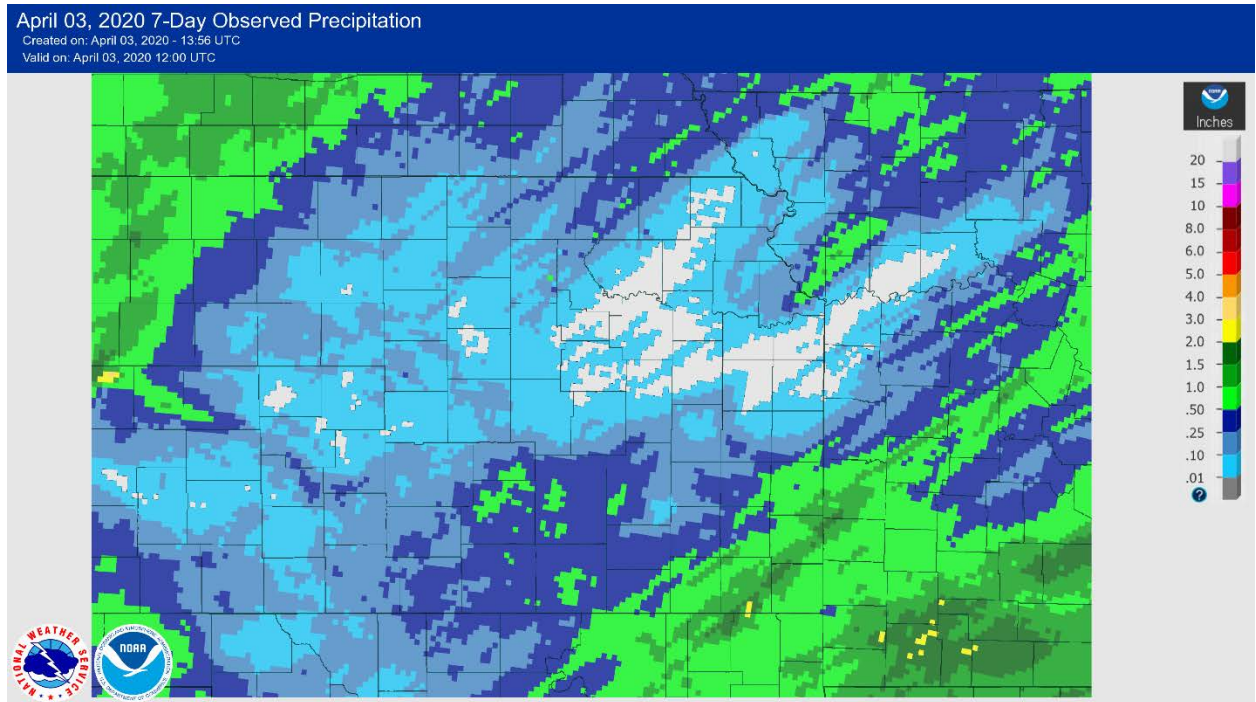 April 03, 2020 7-Day Observed Precipitation
Created on: April 03, 2020 - 13:56 UTC
Valid on: April 03, 2020 12:00 UTC
NOAA
Inches
20
15
10
8.0
6.0
5.0
4.0
3.0
2.0
1.5
1.0
.50
.25
.10
.01
?
NATIONAL WEATHER SERVICE
NOAA